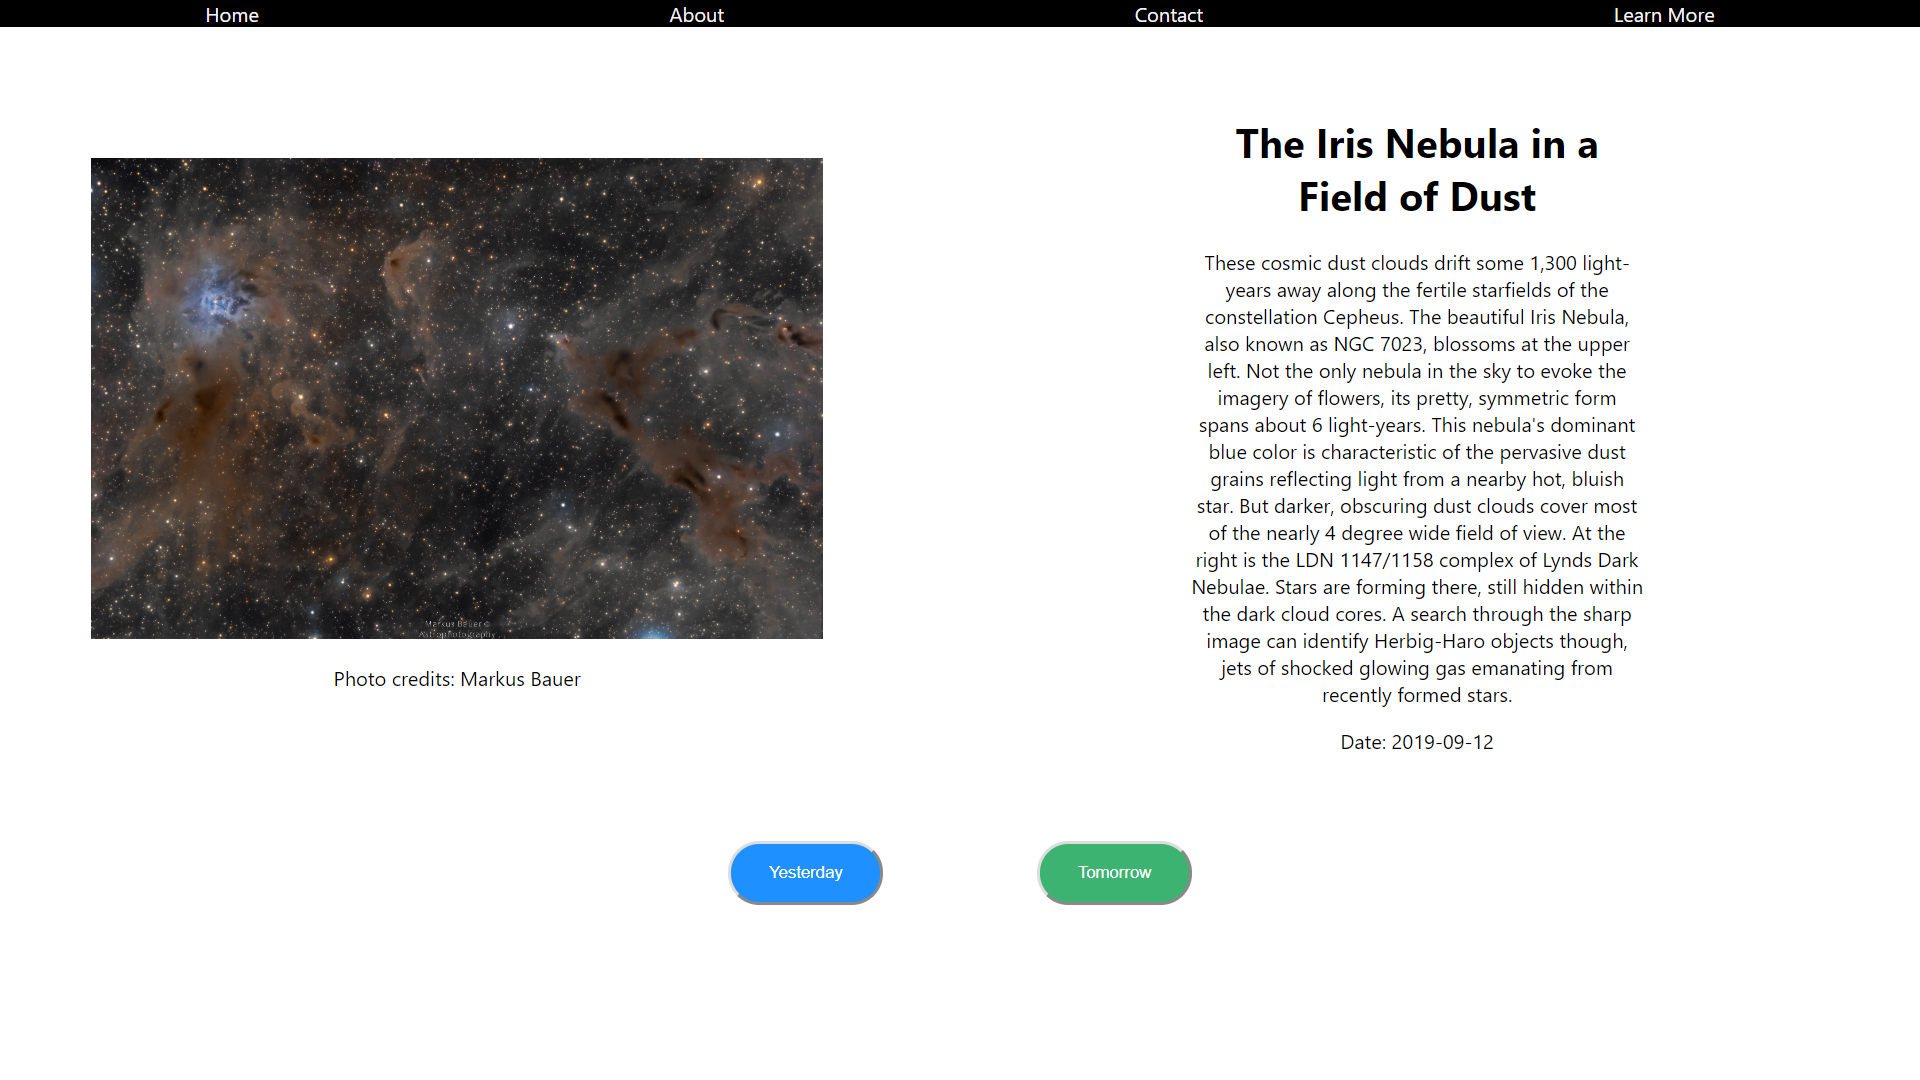 Home
About
Contact
Learn More
The Iris Nebula in a
Field of Dust
These cosmic dust clouds drift some 1,300 light-
years away along the fertile starfields of the
constellation Cepheus. The beautiful Iris Nebula,
also known as NGC 7023, blossoms at the upper
left. Not the only nebula in the sky to evoke the
imagery of flowers, its pretty, symmetric form
spans about 6 light-years. This nebula's dominant
blue color is characteristic of the pervasive dust
grains reflecting light from a nearby hot, bluish
star. But darker, obscuring dust clouds cover most
of the nearly 4 degree wide field of view. At the
right is the LDN 1147/1158 complex of Lynds Dark
Nebulae. Stars are forming there, still hidden within
the dark cloud cores. A search through the sharp
image can identify Herbig-Haro objects though,
jets of shocked glowing gas emanating from
recently formed stars.
Date: 2019-09-12
Markus Bauer ©
Astrophotography
Photo credits: Markus Bauer
Yesterday
Tomorrow